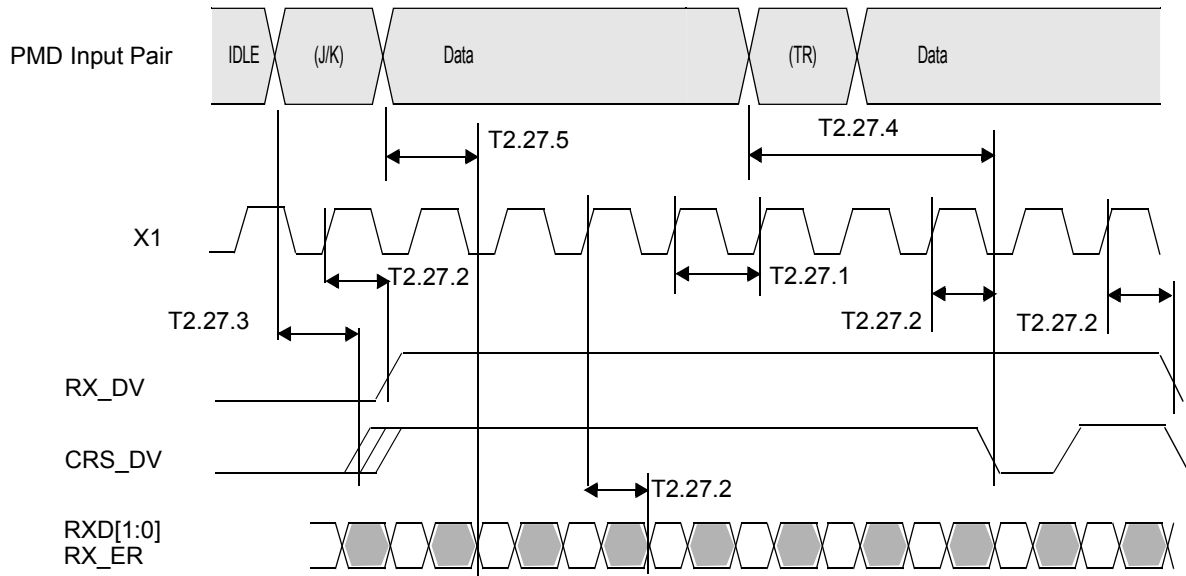 PMD Input Pair IDLE (J/K) Data (TR) Data
T2.27.5 T2.27.4
X1
T2.27.2 T2.27.1
T2.27.3 T2.27.2 T2.27.2
RX_DV
CRS_DV
T2.27.2
RXD[1:0]
RX_ER